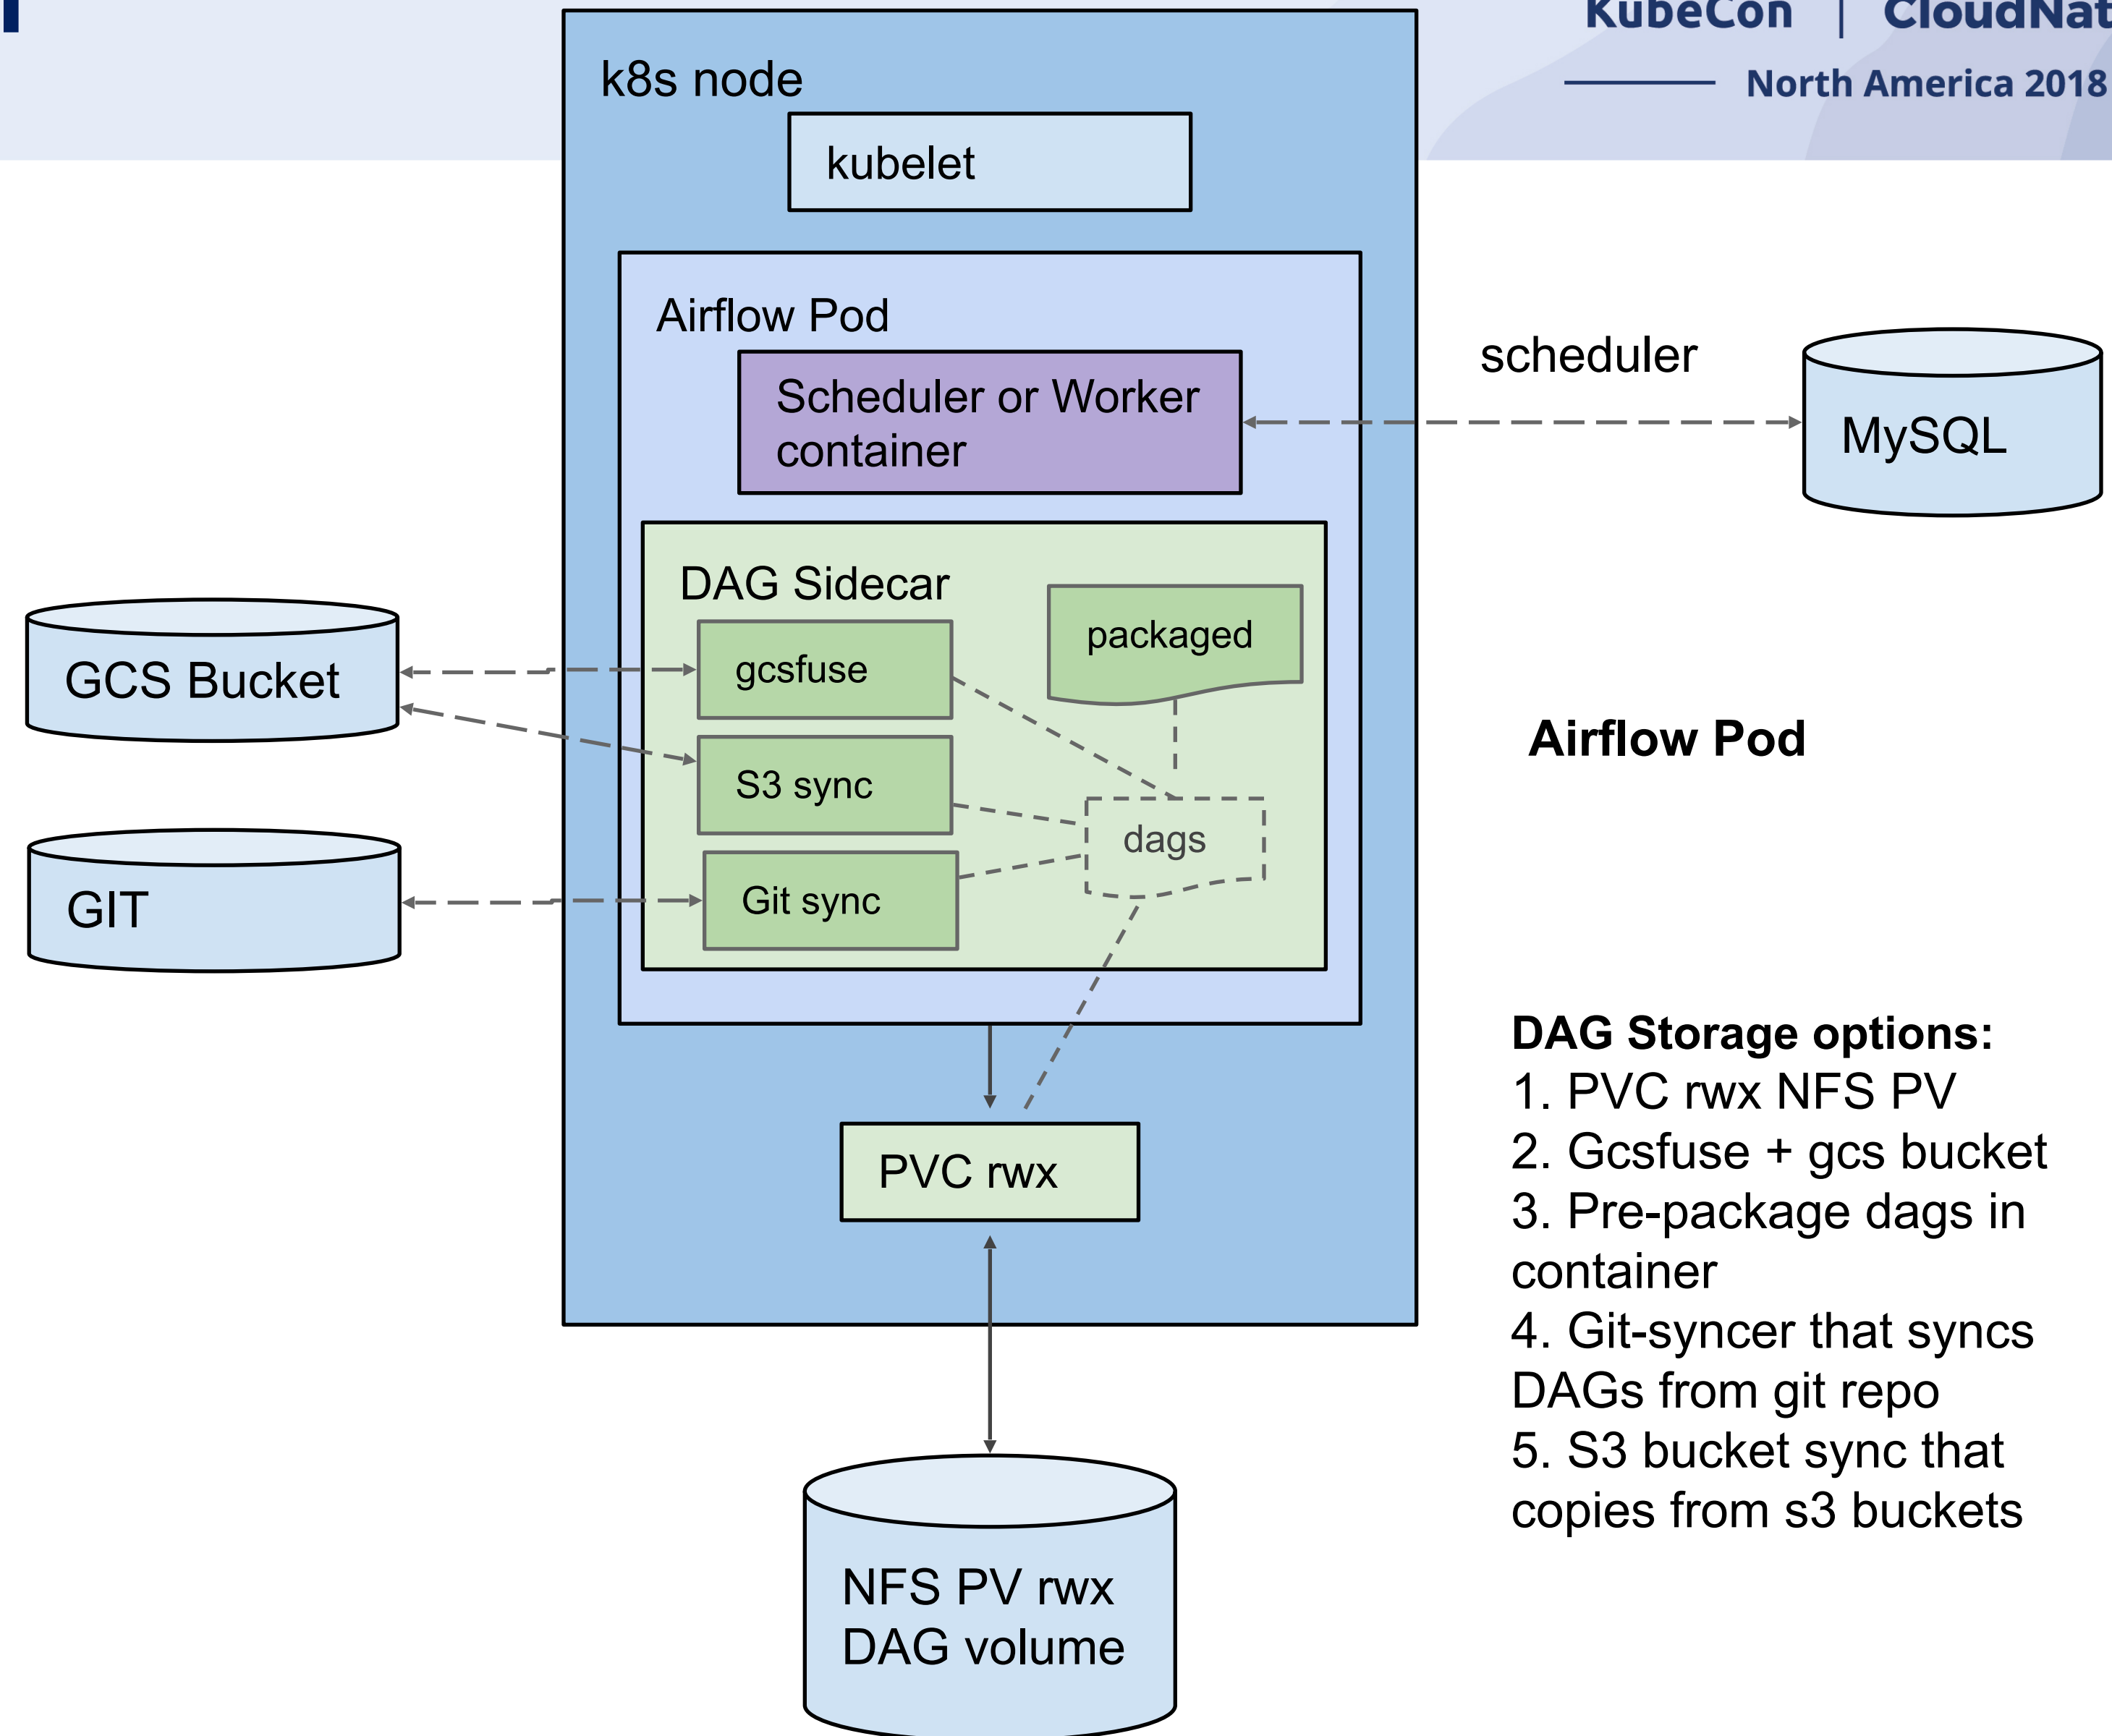 KubeCon | CloudNat
North America 2018
k8s node
kubelet
Airflow Pod
Scheduler or Worker
container
scheduler
MySQL
DAG Sidecar
packaged
gcsfuse
GCS Bucket
S3 sync
dags
Git sync
GIT
Airflow Pod
PVC rwx
NFS PV rwx
DAG volume
DAG Storage options:
1. PVC rwx NFS PV
2. Gcsfuse + gcs bucket
3. Pre-package dags in
container
4. Git-syncer that syncs
DAGs from git repo
5. S3 bucket sync that
copies from s3 buckets